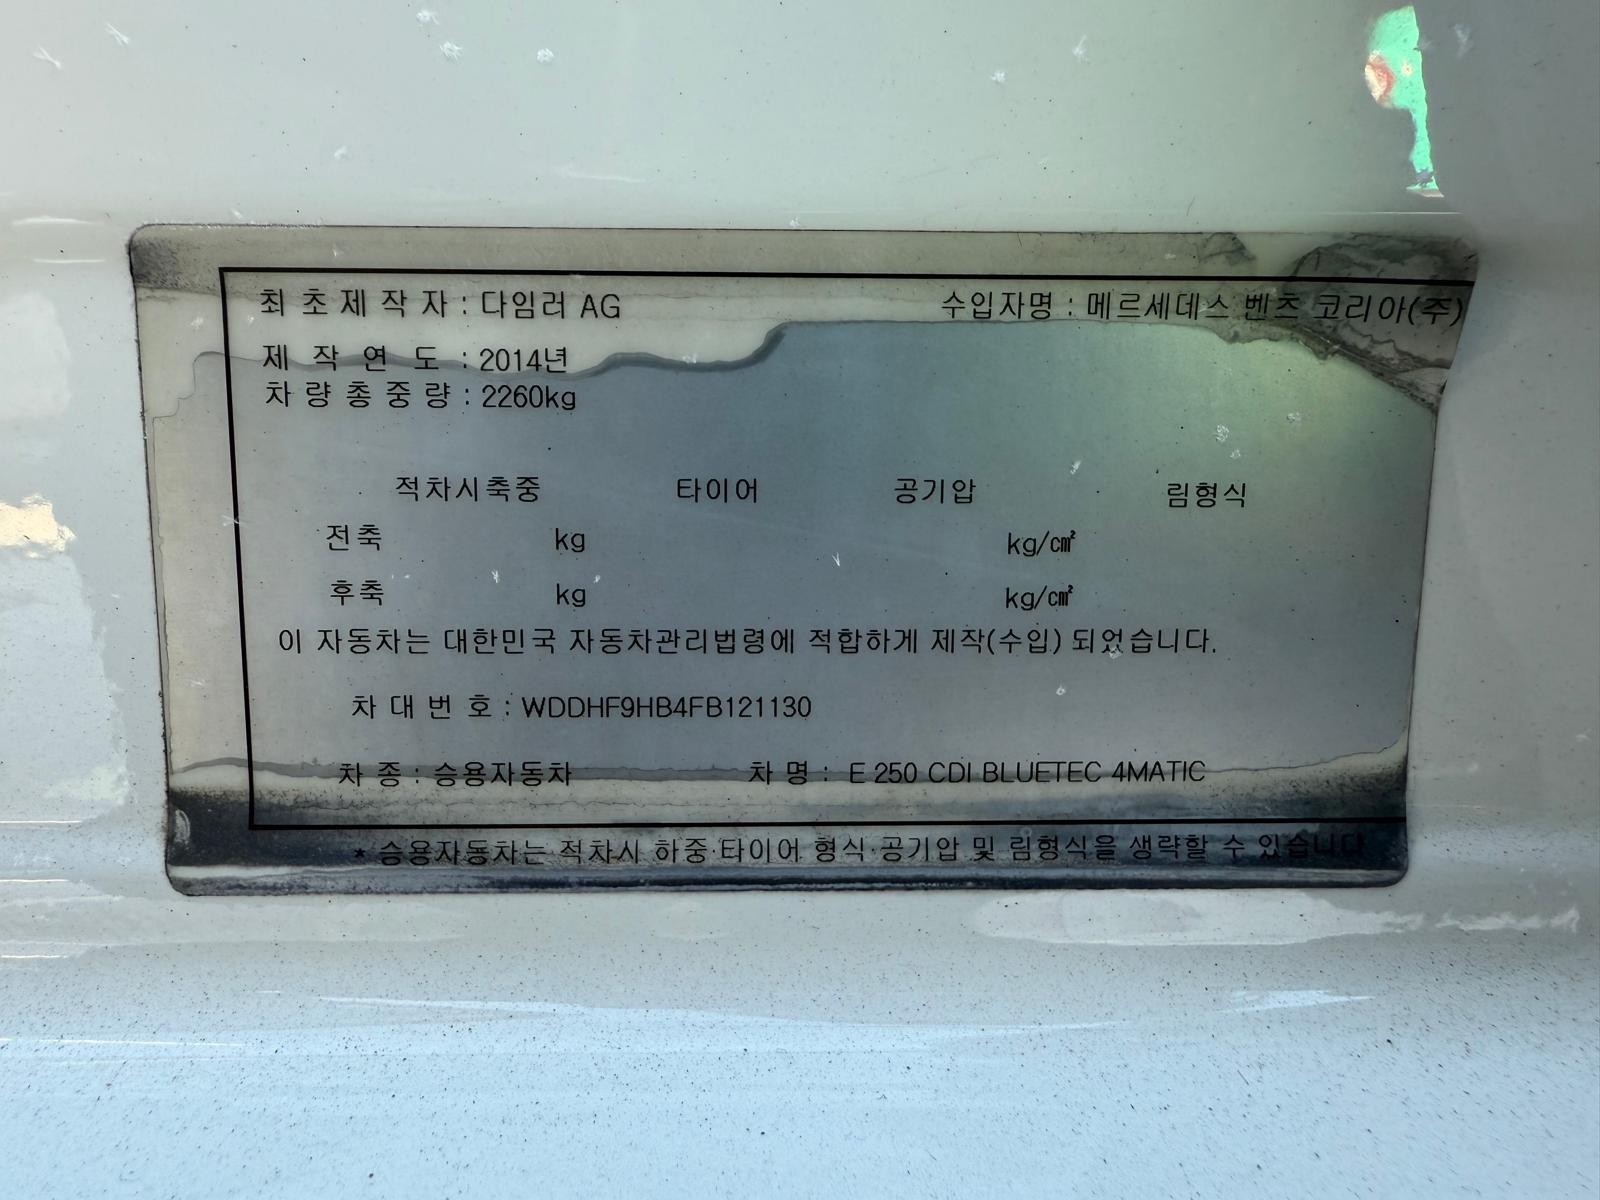 최초제작자 : 다임러 AG 수입자명 : 메르세데스 벤츠 코리아(주)
제작연도 : 2014년
차량총중량 : 2260kg
적차시축중 타이어 공기압 림형식
전축 kg kg/㎠
후축 kg kg/㎠
이 자동차는 대한민국 자동차관리법령에 적합하게 제작(수입) 되었습니다.
차대번호 : WDDHF9HB4FB121130
차종 : 승용자동차 차명 : E 250 CDI BLUETEC 4MATIC
* 승용자동차는 적차시 하중·타이어 형식·공기압 및 림형식을 생략할 수 있습니다